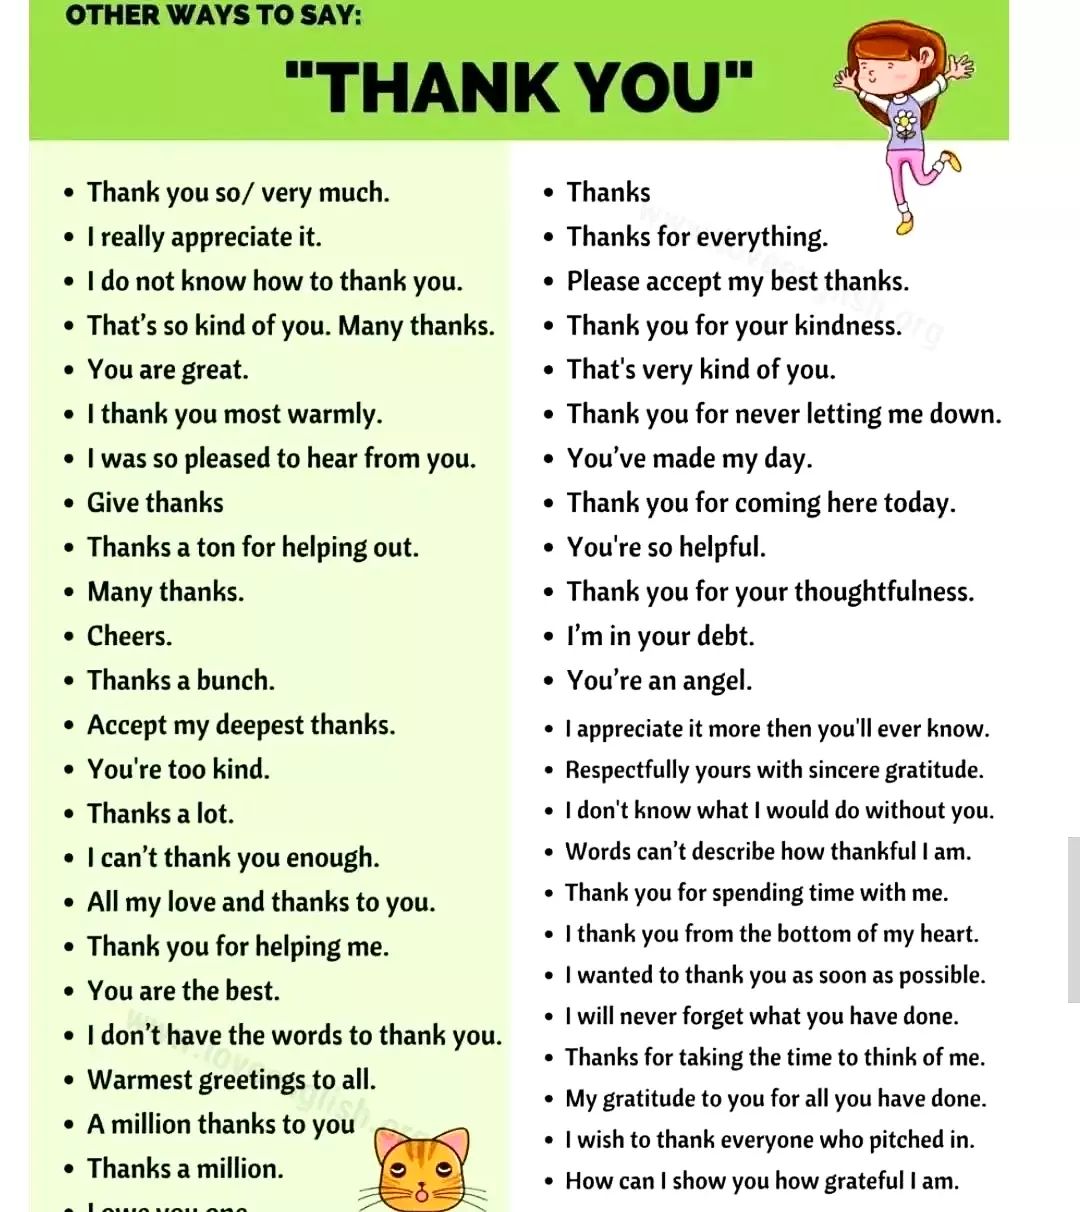 OTHER WAYS TO SAY:
"THANK YOU"
Thank you so/ very much.
I really appreciate it.
I do not know how to thank you.
That’s so kind of you. Many thanks.
You are great.
I thank you most warmly.
I was so pleased to hear from you.
Give thanks
Thanks a ton for helping out.
Many thanks.
Cheers.
Thanks a bunch.
Accept my deepest thanks.
You're too kind.
Thanks a lot.
I can’t thank you enough.
All my love and thanks to you.
Thank you for helping me.
You are the best.
I don’t have the words to thank you.
Warmest greetings to all.
A million thanks to you
Thanks a million.
I owe you one
Thanks
Thanks for everything.
Please accept my best thanks.
Thank you for your kindness.
That's very kind of you.
Thank you for never letting me down.
You’ve made my day.
Thank you for coming here today.
You're so helpful.
Thank you for your thoughtfulness.
I’m in your debt.
You’re an angel.
I appreciate it more then you'll ever know.
Respectfully yours with sincere gratitude.
I don't know what I would do without you.
Words can’t describe how thankful I am.
Thank you for spending time with me.
I thank you from the bottom of my heart.
I wanted to thank you as soon as possible.
I will never forget what you have done.
Thanks for taking the time to think of me.
My gratitude to you for all you have done.
I wish to thank everyone who pitched in.
How can I show you how grateful I am.